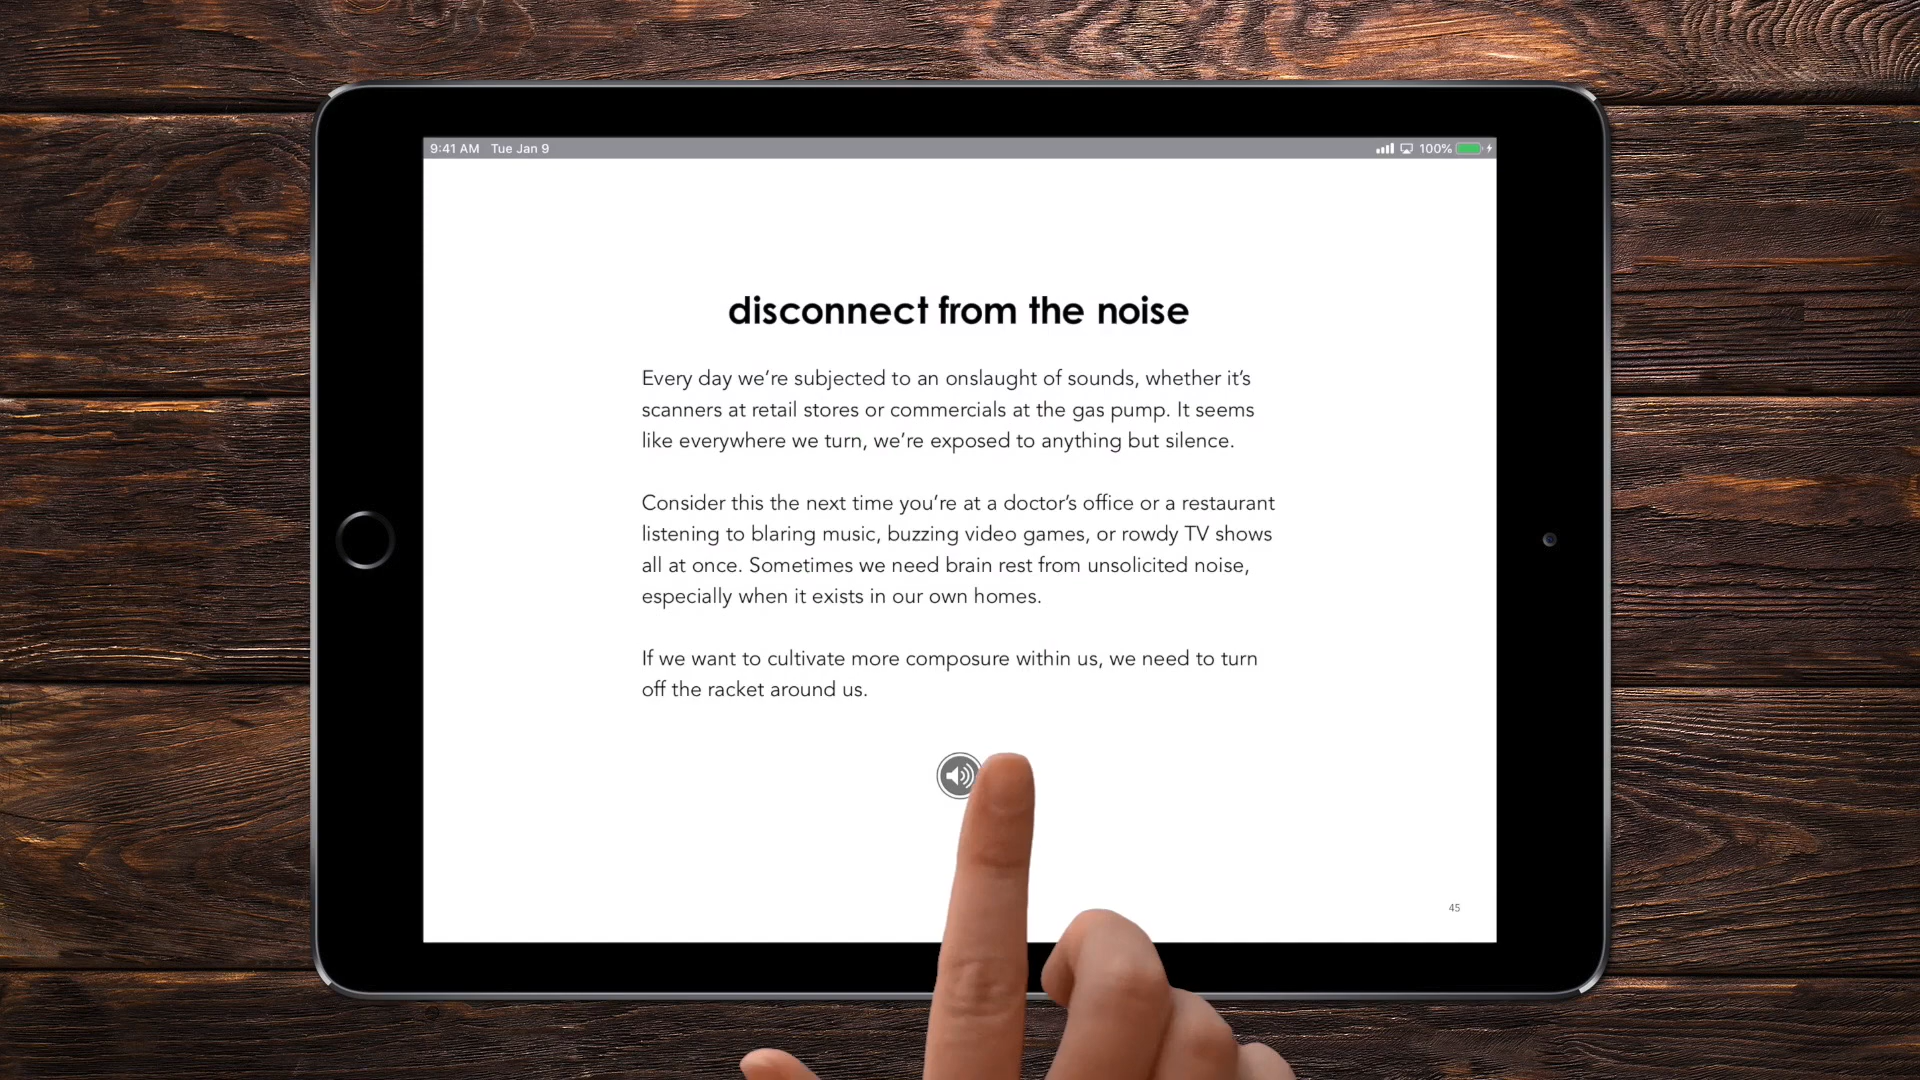 9:41 AM Tue Jan 9 100%
disconnect from the noise
Every day we’re subjected to an onslaught of sounds, whether it’s
scanners at retail stores or commercials at the gas pump. It seems
like everywhere we turn, we’re exposed to anything but silence.
Consider this the next time you’re at a doctor’s office or a restaurant
listening to blaring music, buzzing video games, or rowdy TV shows
all at once. Sometimes we need brain rest from unsolicited noise,
especially when it exists in our own homes.
If we want to cultivate more composure within us, we need to turn
off the racket around us.
45